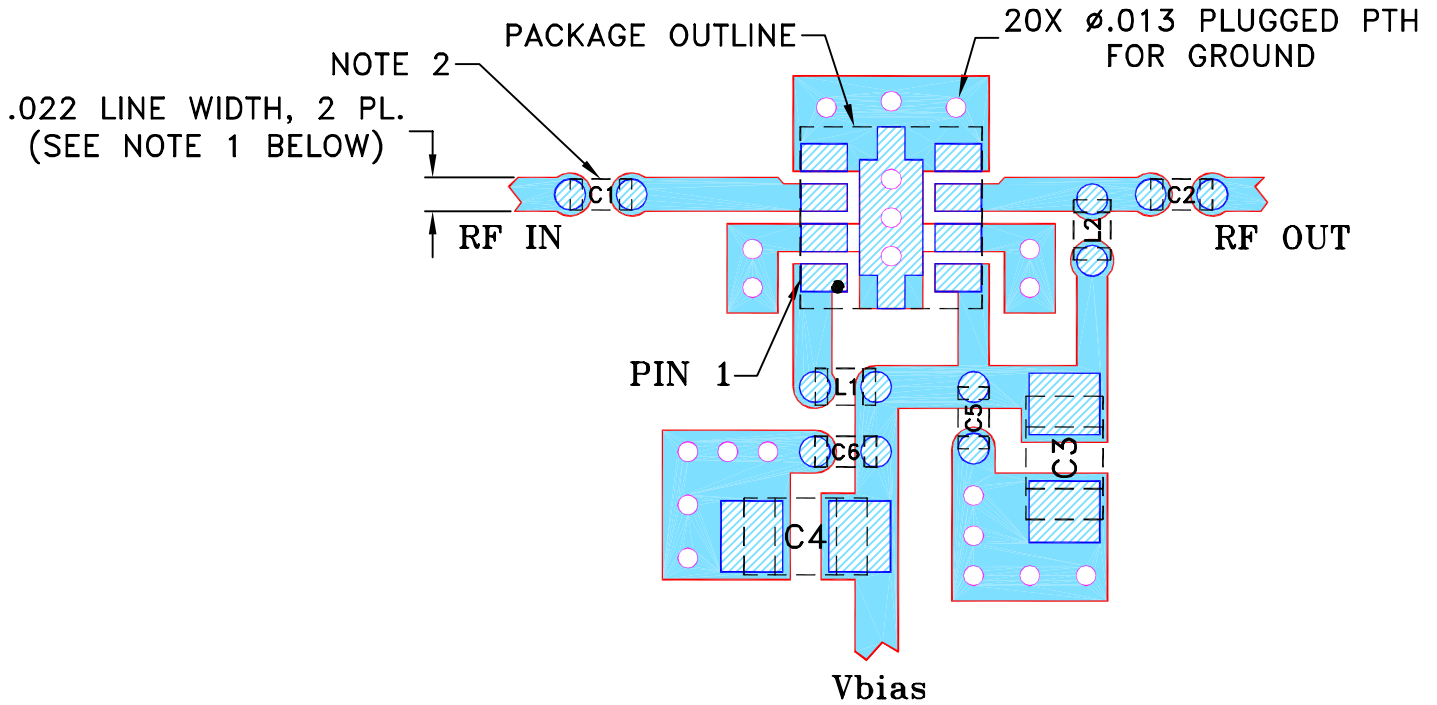 20X Ø.013 PLUGGED PTH
FOR GROUND
PACKAGE OUTLINE
NOTE 2
.022 LINE WIDTH, 2 PL.
(SEE NOTE 1 BELOW)
C1
C2
RF IN
L2
RF OUT
PIN 1
L1
C5
C6
C3
C4
Vbias